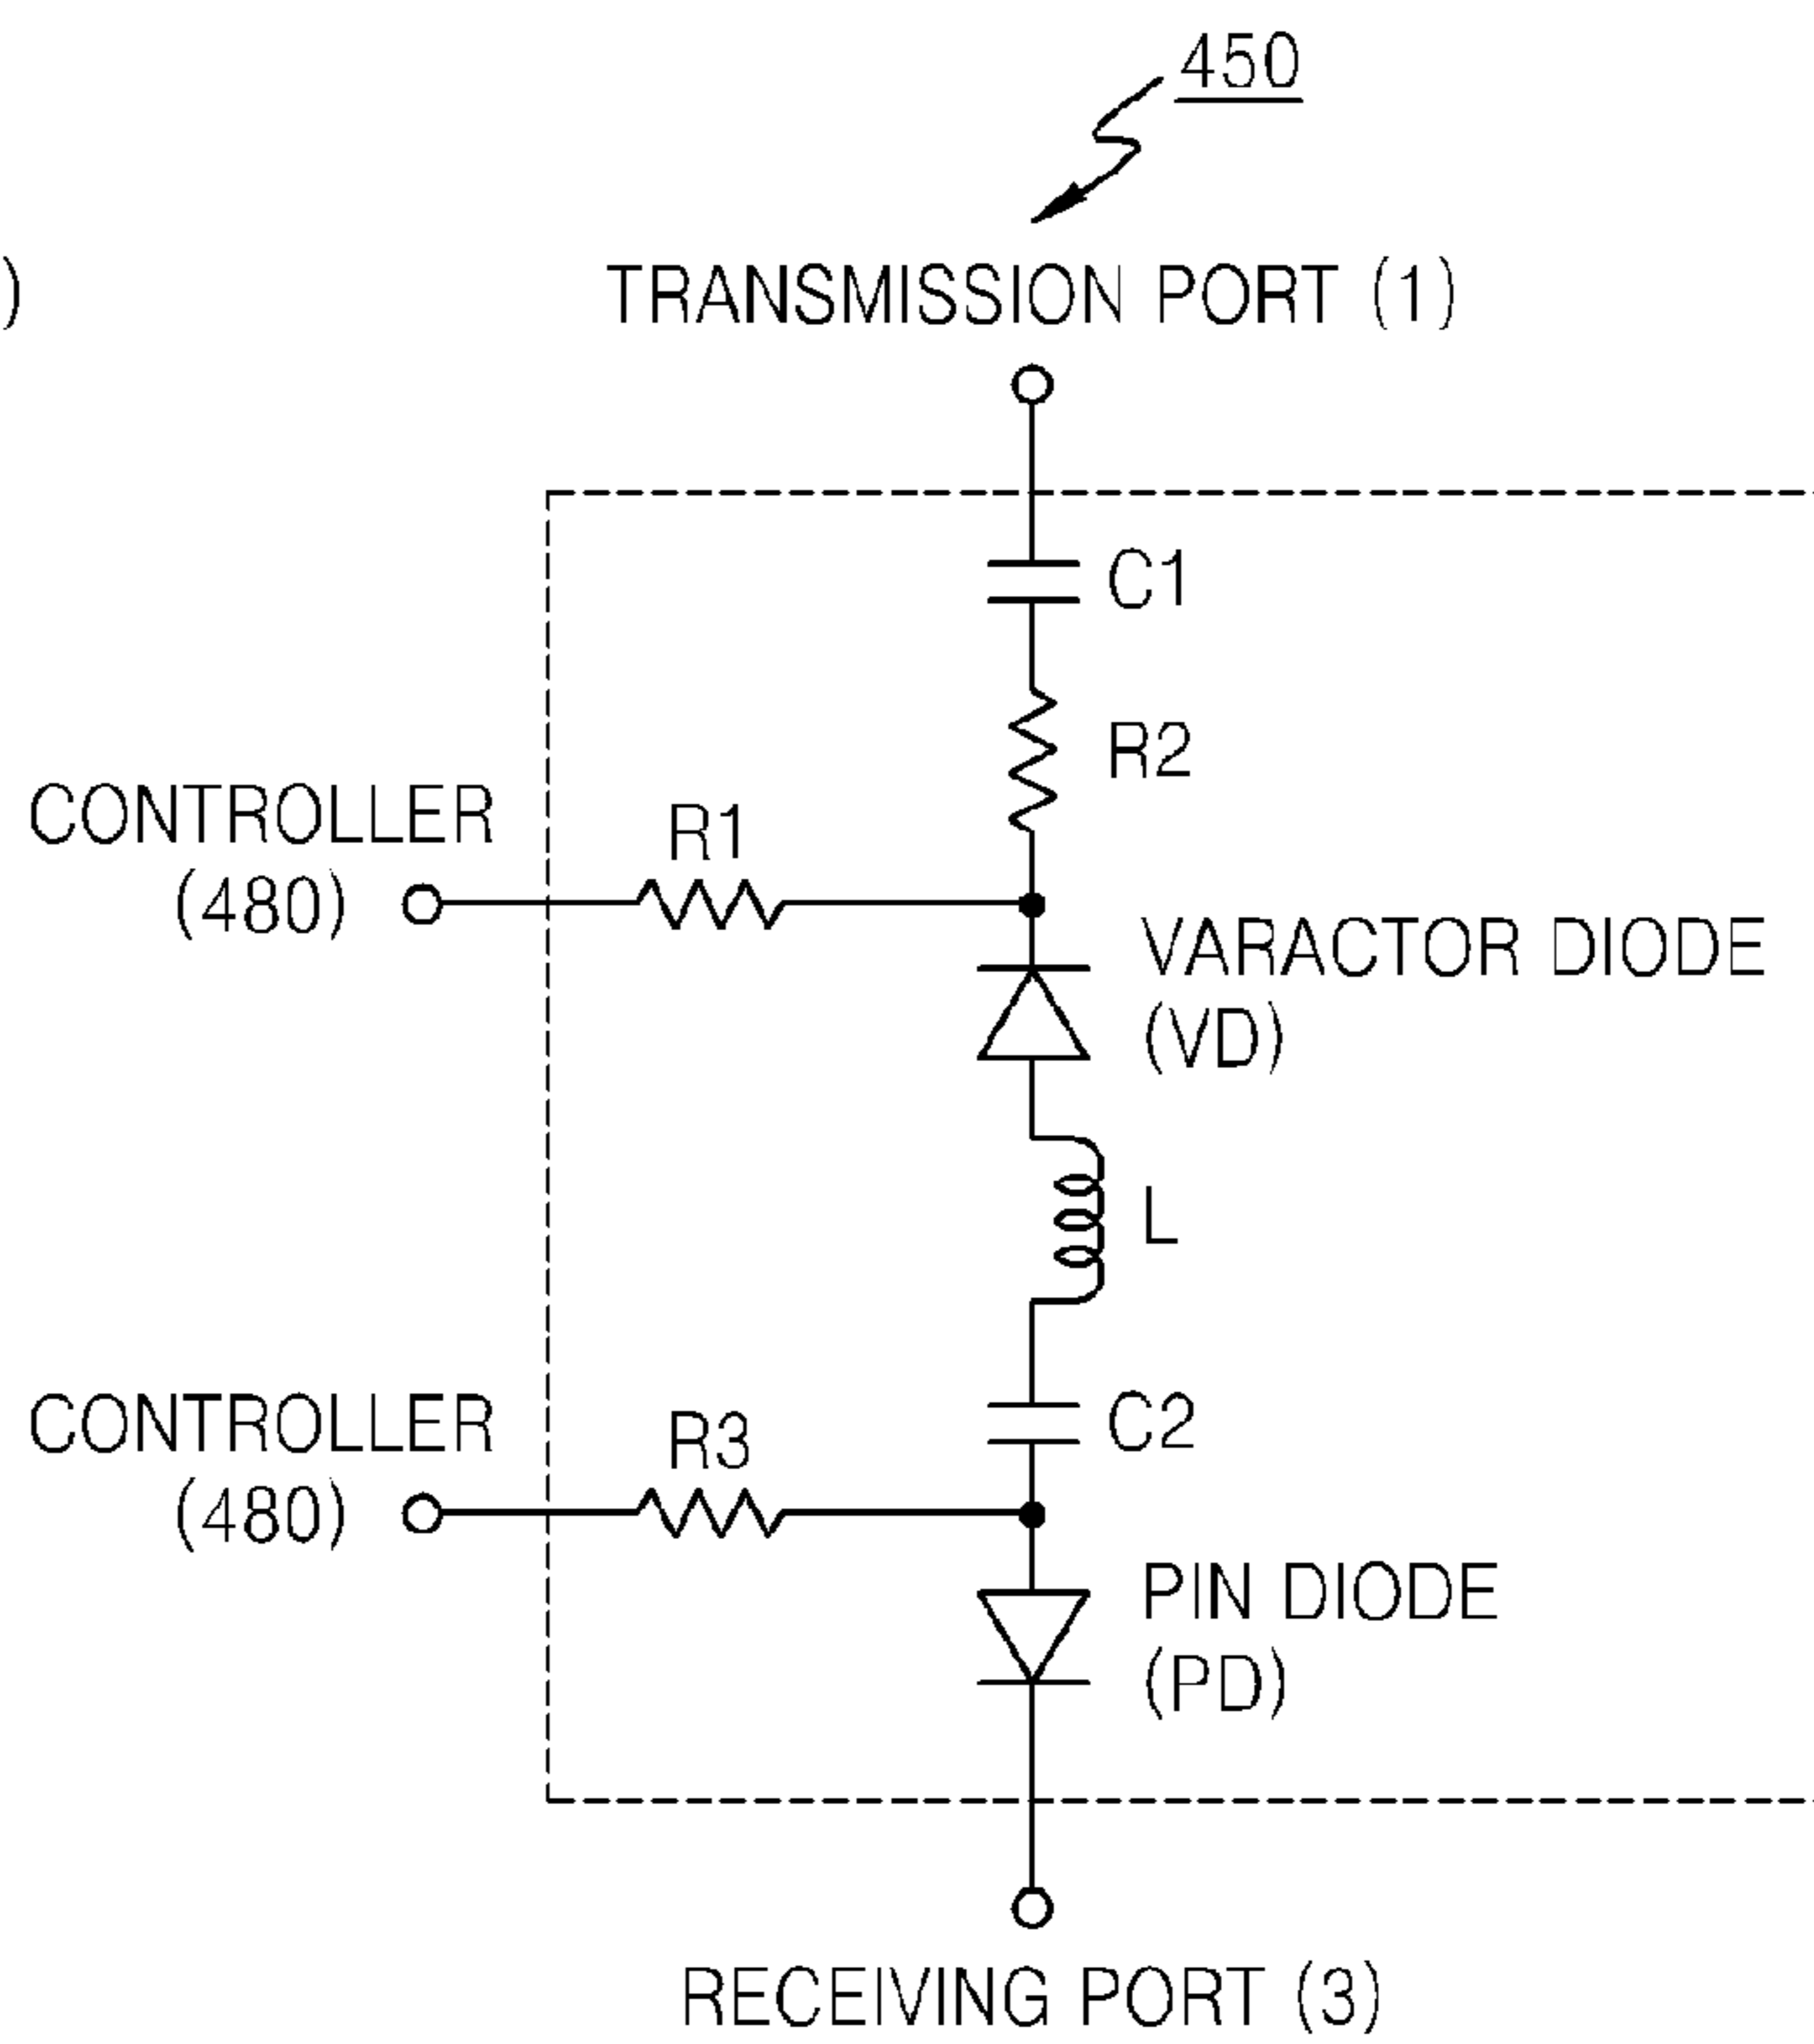 450
)
TRANSMISSION PORT (1)
C1
R2
CONTROLLER
(480)
R1
VARACTOR DIODE
(VD)
L
CONTROLLER
(480)
R3
C2
PIN DIODE
(PD)
RECEIVING PORT (3)